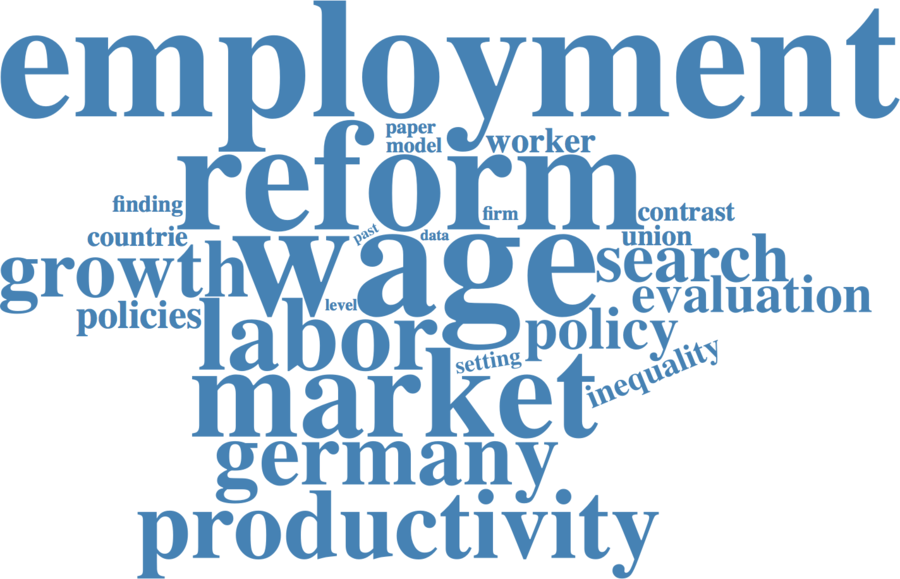 employment
paper
model
worker
reform
finding
firm
contrast
countrie
past
data
union
growth
wage
search
evaluation
policies
level
labor
policy
setting
inequality
market
germany
productivity